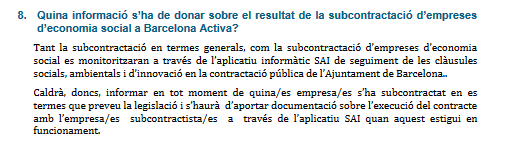 8. Quina informació s'ha de donar sobre el resultat de la subcontractació d'empreses
d'economia social a Barcelona Activa?
Tant la subcontractació en termes generals, com la subcontractació d'empreses d'economia
social es monitoritzaran a través de l'aplicatiu informàtic SAI de seguiment de les clàusules
socials, ambientals i d'innovació en la contractació pública de l'Ajuntament de Barcelona..
Caldrà, doncs, informar en tot moment de quina/es empresa/es s'ha subcontractat en es
termes que preveu la legislació i s'haurà d'aportar documentació sobre l'execució del contracte
amb l'empresa/es subcontractista/es a través de l'aplicatiu SAI quan aquest estigui en
funcionament.